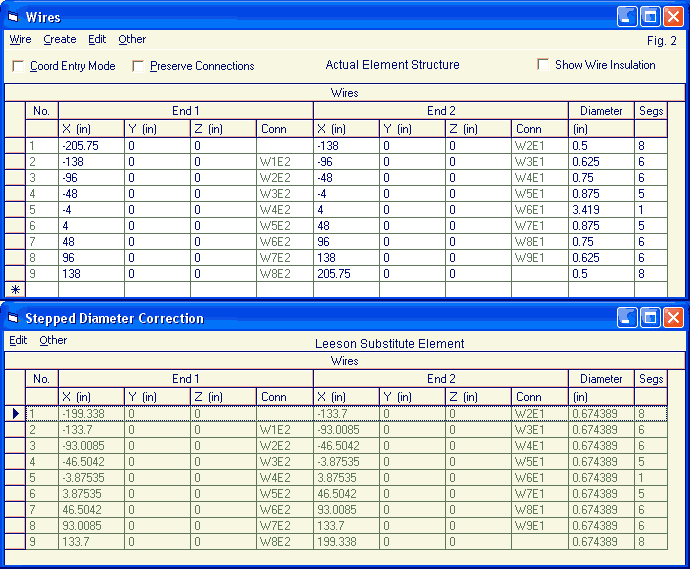 Wires
Wire Create Edit Other Fig. 2
Coord Entry Mode Preserve Connections Actual Element Structure Show Wire Insulation
Wires
No. End 1 End 2 Diameter Segs
X (in) Y (in) Z (in) Conn X (in) Y (in) Z (in) Conn (in)
1 -205.75 0 0 -138 0 0 W2E1 0.5 8
2 -138 0 0 W1E2 -96 0 0 W3E1 0.625 6
3 -96 0 0 W2E2 -48 0 0 W4E1 0.75 6
4 -48 0 0 W3E2 -4 0 0 W5E1 0.875 5
5 -4 0 0 W4E2 4 0 0 W6E1 3.419 1
6 4 0 0 W5E2 48 0 0 W7E1 0.875 5
7 48 0 0 W6E2 96 0 0 W8E1 0.75 6
8 96 0 0 W7E2 138 0 0 W9E1 0.625 6
9 138 0 0 W8E2 205.75 0 0 0.5 8
*
Stepped Diameter Correction
Edit Other Leeson Substitute Element
Wires
No. End 1 End 2 Diameter Segs
X (in) Y (in) Z (in) Conn X (in) Y (in) Z (in) Conn (in)
1 -199.338 0 0 -133.7 0 0 W2E1 0.674389 8
2 -133.7 0 0 W1E2 -93.0085 0 0 W3E1 0.674389 6
3 -93.0085 0 0 W2E2 -46.5042 0 0 W4E1 0.674389 6
4 -46.5042 0 0 W3E2 -3.87535 0 0 W5E1 0.674389 5
5 -3.87535 0 0 W4E2 3.87535 0 0 W6E1 0.674389 1
6 3.87535 0 0 W5E2 46.5042 0 0 W7E1 0.674389 5
7 46.5042 0 0 W6E2 93.0085 0 0 W8E1 0.674389 6
8 93.0085 0 0 W7E2 133.7 0 0 W9E1 0.674389 6
9 133.7 0 0 W8E2 199.338 0 0 0.674389 8